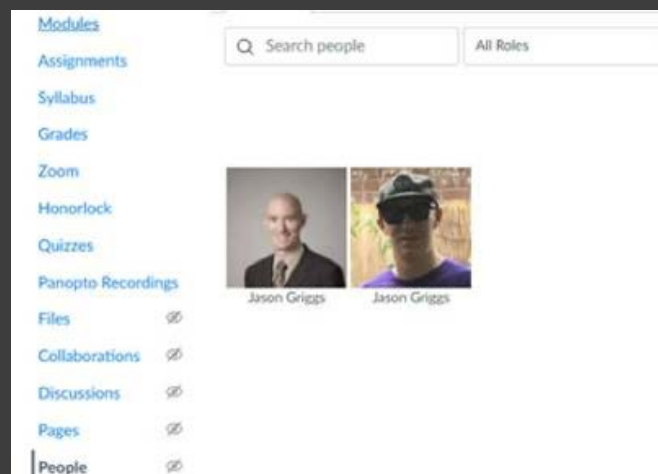 Modules
Search people
All Roles
Assignments
Syllabus
Grades
Zoom
Honorlock
Quizzes
Panopto Recordings
Jason Griggs
Jason Griggs
Files
Collaborations
Discussions
Pages
People